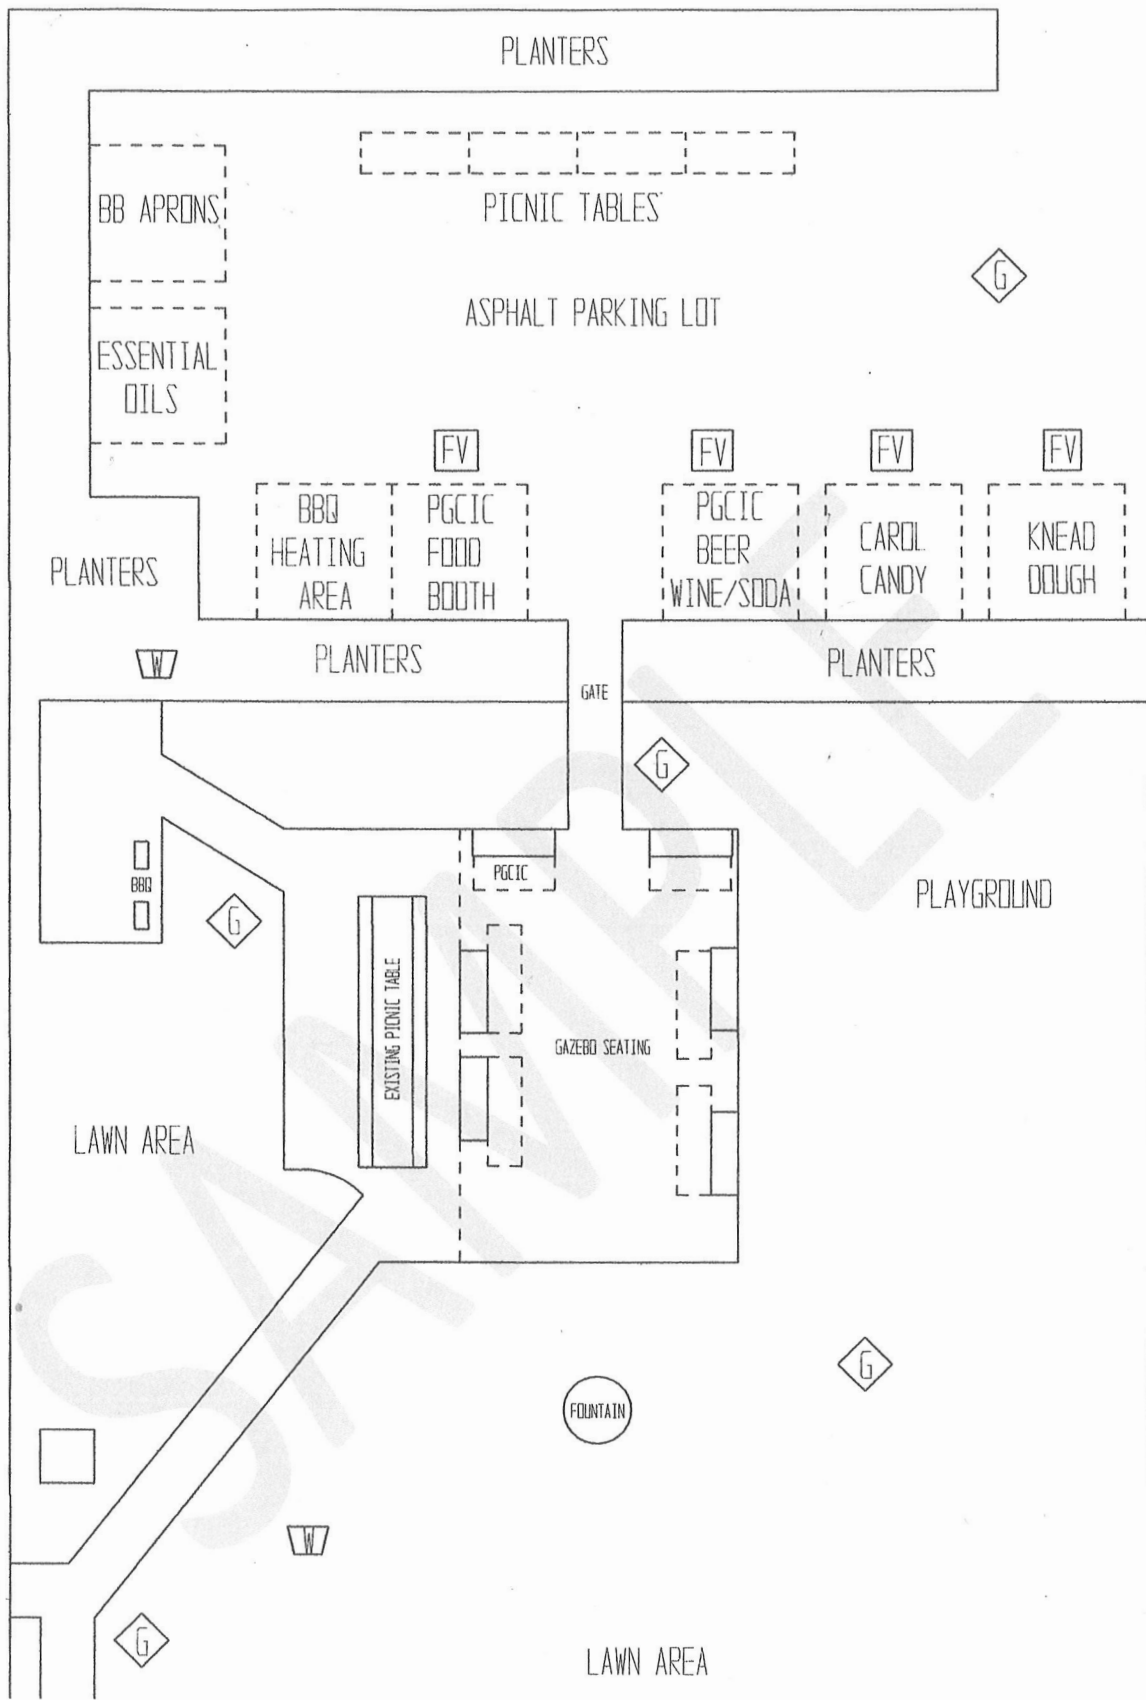 PLANTERS
BB APRONS
PICNIC TABLES
G
ASPHALT PARKING LOT
ESSENTIAL
OILS
FV
FV
FV
FV
BBQ
HEATING
AREA
PGCIC
FOOD
BOOTH
PGCIC
BEER
WINE/SODA
CAROL
CANDY
KNEAD
DOUGH
PLANTERS
W
PLANTERS
GATE
PLANTERS
G
PGCIC
BBQ
G
PLAYGROUND
EXISTING PICNIC TABLE
GAZEBO SEATING
LAWN AREA
G
FOUNTAIN
W
G
LAWN AREA
SAMPLE